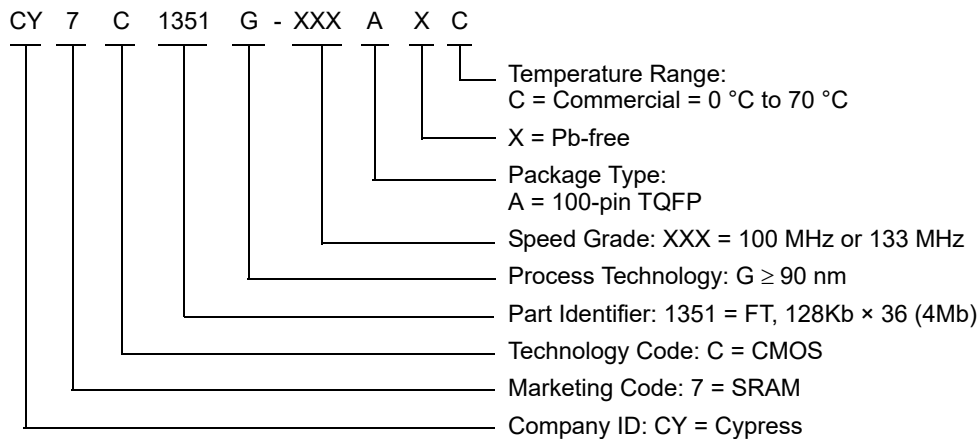 CY 7 C 1351 G - XXX A X C
Temperature Range:
C = Commercial = 0 °C to 70 °C
X = Pb-free
Package Type:
A = 100-pin TQFP
Speed Grade: XXX = 100 MHz or 133 MHz
Process Technology: G ≥ 90 nm
Part Identifier: 1351 = FT, 128Kb × 36 (4Mb)
Technology Code: C = CMOS
Marketing Code: 7 = SRAM
Company ID: CY = Cypress